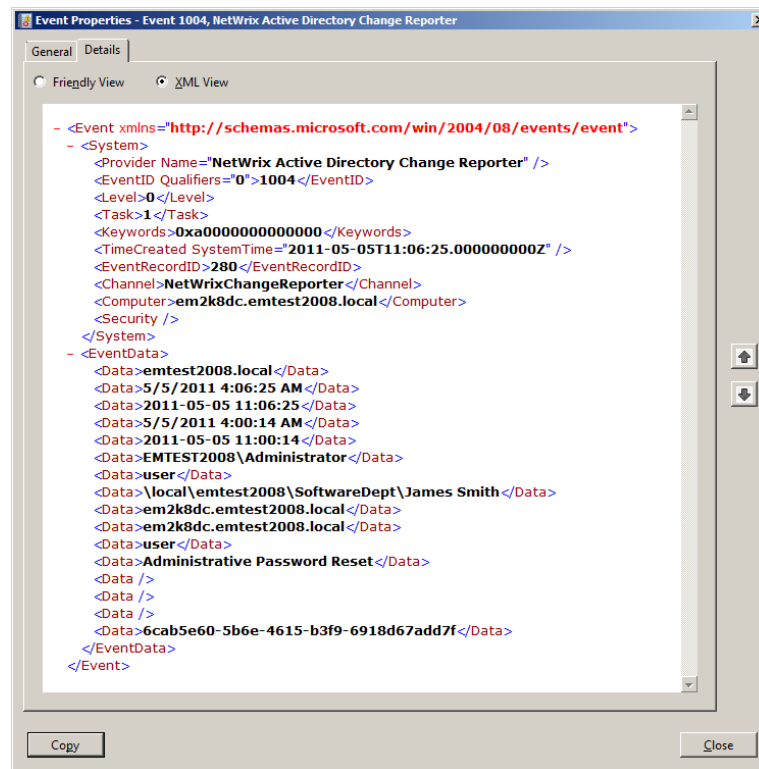 Event Properties - Event 1004, NetWrix Active Directory Change Reporter
General Details
Friendly View XML View
- <Event xmlns="http://schemas.microsoft.com/win/2004/08/events/event">
- <System>
<Provider Name="NetWrix Active Directory Change Reporter" />
<EventID Qualifiers="0">1004</EventID>
<Level>0</Level>
<Task>1</Task>
<Keywords>0xa0000000000000</Keywords>
<TimeCreated SystemTime="2011-05-05T11:06:25.000000000Z" />
<EventRecordID>280</EventRecordID>
<Channel>NetWrixChangeReporter</Channel>
<Computer>em2k8dc.emtest2008.local</Computer>
<Security />
</System>
- <EventData>
<Data>emtest2008.local</Data>
<Data>5/5/2011 4:06:25 AM</Data>
<Data>2011-05-05 11:06:25</Data>
<Data>5/5/2011 4:00:14 AM</Data>
<Data>2011-05-05 11:00:14</Data>
<Data>EMTEST2008\Administrator</Data>
<Data>user</Data>
<Data>\local\emtest2008\SoftwareDept\James Smith</Data>
<Data>em2k8dc.emtest2008.local</Data>
<Data>em2k8dc.emtest2008.local</Data>
<Data>user</Data>
<Data>Administrative Password Reset</Data>
<Data />
<Data />
<Data />
<Data>6cab5e60-5b6e-4615-b3f9-6918d67add7f</Data>
</EventData>
</Event>
Copy Close